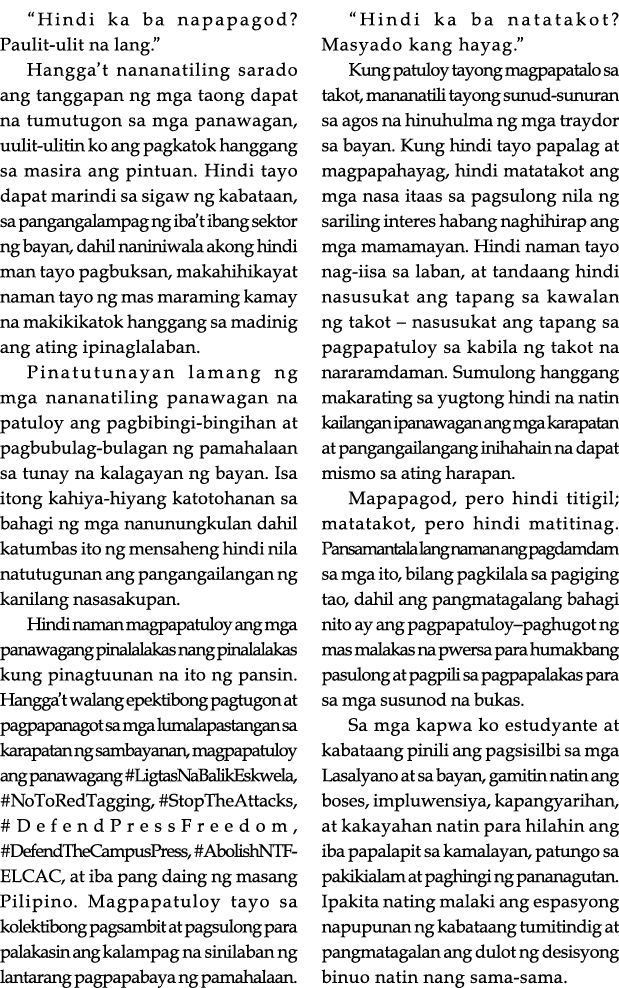 “Hindi ka ba napapagod?
Paulit-ulit na lang.”
Hangga’t nananatiling sarado
ang tanggapan ng mga taong dapat
na tumutugon sa mga panawagan,
uulit-ulitin ko ang pagkatok hanggang
sa masira ang pintuan. Hindi tayo
dapat marindi sa sigaw ng kabataan,
sa pangangalampag ng iba’t ibang sektor
ng bayan, dahil naniniwala akong hindi
man tayo pagbuksan, makahihikayat
naman tayo ng mas maraming kamay
na makikikatok hanggang sa madinig
ang ating ipinaglalaban.
Pinatutunayan lamang ng
mga nananatiling panawagan na
patuloy ang pagbibingi-bingihan at
pagbubulag-bulagan ng pamahalaan
sa tunay na kalagayan ng bayan. Isa
itong kahiya-hiyang katotohanan sa
bahagi ng mga nanunungkulan dahil
katumbas ito ng mensaheng hindi nila
natutugunan ang pangangailangan ng
kanilang nasasakupan.
Hindi naman magpapatuloy ang mga
panawagang pinalalakas nang pinalalakas
kung pinagtuunan na ito ng pansin.
Hangga’t walang epektibong pagtugon at
pagpapanagot sa mga lumalapastangan sa
karapatan ng sambayanan, magpapatuloy
ang panawagang #LigtasNaBalikEskwela,
#NoToRedTagging, #StopTheAttacks,
#DefendPressFreedom,
#DefendTheCampusPress, #AbolishNTF-
ELCAC, at iba pang daing ng masang
Pilipino. Magpapatuloy tayo sa
kolektibong pagsambit at pagsulong para
palakasin ang kalampag na sinilaban ng
lantarang pagpapabaya ng pamahalaan.
“Hindi ka ba natatakot?
Masyado kang hayag.”
Kung patuloy tayong magpapatalo sa
takot, mananatili tayong sunud-sunuran
sa agos na hinuhulma ng mga traydor
sa bayan. Kung hindi tayo papalag at
magpapahayag, hindi matatakot ang
mga nasa itaas sa pagsulong nila ng
sariling interes habang naghihirap ang
mga mamamayan. Hindi naman tayo
nag-iisa sa laban, at tandaang hindi
nasusukat ang tapang sa kawalan
ng takot – nasusukat ang tapang sa
pagpapatuloy sa kabila ng takot na
nararamdaman. Sumulong hanggang
makarating sa yugtong hindi na natin
kailangan ipanawagan ang mga karapatan
at pangangailangang inihahain na dapat
mismo sa ating harapan.
Mapapagod, pero hindi titigil;
matatakot, pero hindi matitinag.
Pansamantala lang naman ang pagdamdam
sa mga ito, bilang pagkilala sa pagiging
tao, dahil ang pangmatagalang bahagi
nito ay ang pagpapatuloy–paghugot ng
mas malakas na pwersa para humakbang
pasulong at pagpili sa pagpapalakas para
sa mga susunod na bukas.
Sa mga kapwa ko estudyante at
kabataang pinili ang pagsisilbi sa mga
Lasalyano at sa bayan, gamitin natin ang
boses, impluwensiya, kapangyarihan,
at kakayahan natin para hilahin ang
iba papalapit sa kamalayan, patungo sa
pakikialam at paghingi ng pananagutan.
Ipakita nating malaki ang espasyong
napupunan ng kabataang tumitindig at
pangmatagalan ang dulot ng desisyong
binuo natin nang sama-sama.